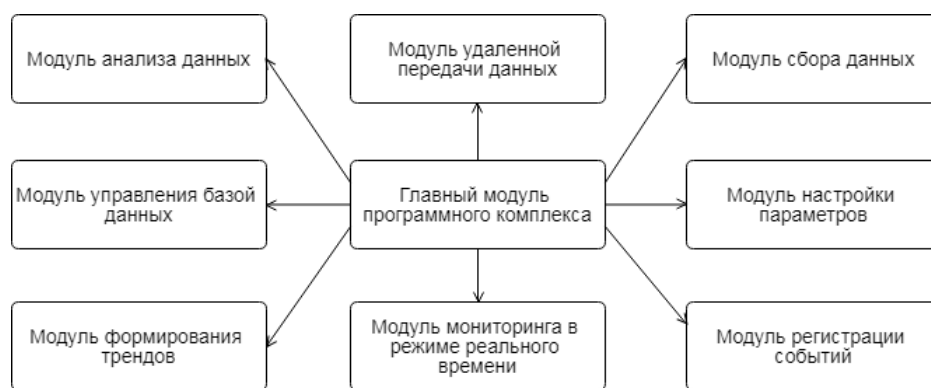 Модуль анализа данных
Модуль удаленной
передачи данных
Модуль сбора данных
Модуль управления базой
данных
Главный модуль
программного комплекса
Модуль настройки
параметров
Модуль формирования
трендов
Модуль мониторинга в
режиме реального
времени
Модуль регистрации
событий